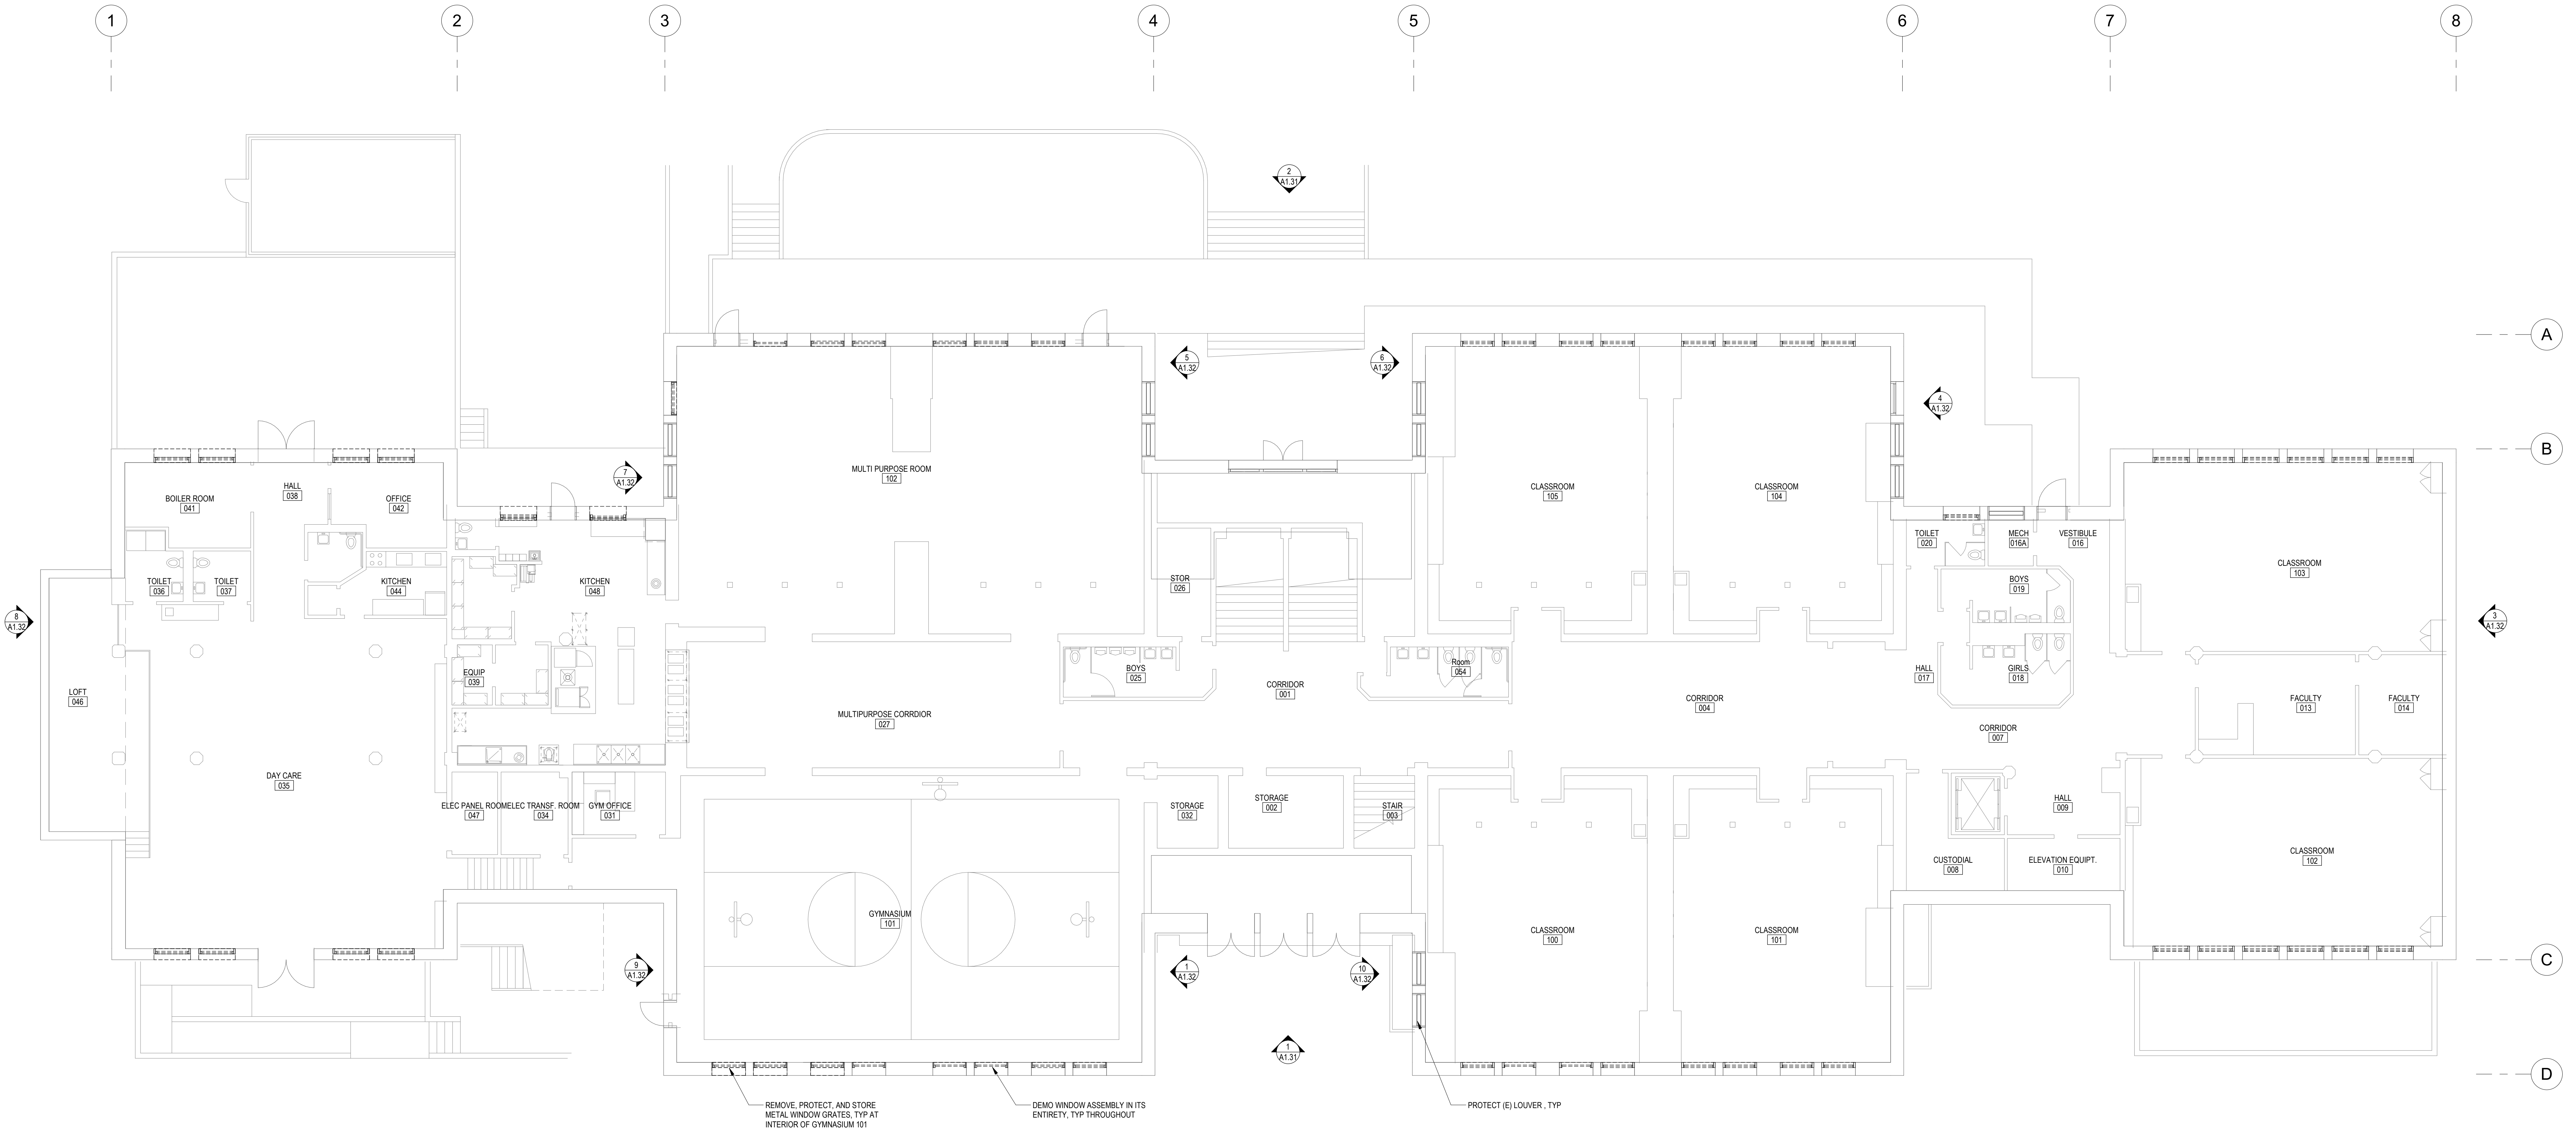 1
2
3
4
5
6
7
8
A
B
C
D
2
A1.31
5
A1.32
6
A1.32
4
A1.32
7
A1.32
8
A1.32
3
A1.32
9
A1.32
1
A1.32
10
A1.32
1
A1.31
BOILER ROOM
041
HALL
038
OFFICE
042
TOILET
036
TOILET
037
KITCHEN
044
KITCHEN
048
EQUIP
039
LOFT
046
DAY CARE
035
ELEC PANEL ROOM
047
ELEC TRANSF. ROOM
034
GYM OFFICE
031
MULTI PURPOSE ROOM
102
MULTIPURPOSE CORRDIOR
027
GYMNASIUM
101
STOR
026
BOYS
025
CORRIDOR
001
Room
054
STORAGE
032
STORAGE
002
STAIR
003
CLASSROOM
105
CLASSROOM
104
CORRIDOR
004
CLASSROOM
100
CLASSROOM
101
TOILET
020
MECH
016A
VESTIBULE
016
BOYS
019
GIRLS
018
HALL
017
CORRIDOR
007
HALL
009
CUSTODIAL
008
ELEVATION EQUIPT.
010
CLASSROOM
103
FACULTY
013
FACULTY
014
CLASSROOM
102
REMOVE, PROTECT, AND STORE
METAL WINDOW GRATES, TYP AT
INTERIOR OF GYMNASIUM 101
DEMO WINDOW ASSEMBLY IN ITS
ENTIRETY, TYP THROUGHOUT
PROTECT (E) LOUVER , TYP